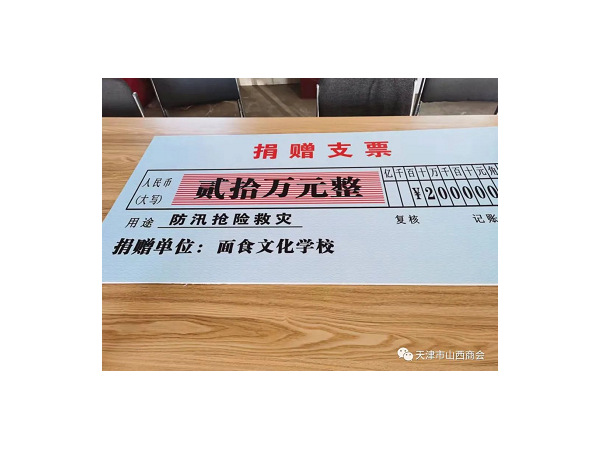 捐赠支票
人民币
(大写)
贰拾万元整
亿千百十万千百十元角
¥2000000
用途 防汛抢险救灾
复核 记账
捐赠单位：面食文化学校
天津市山西商会